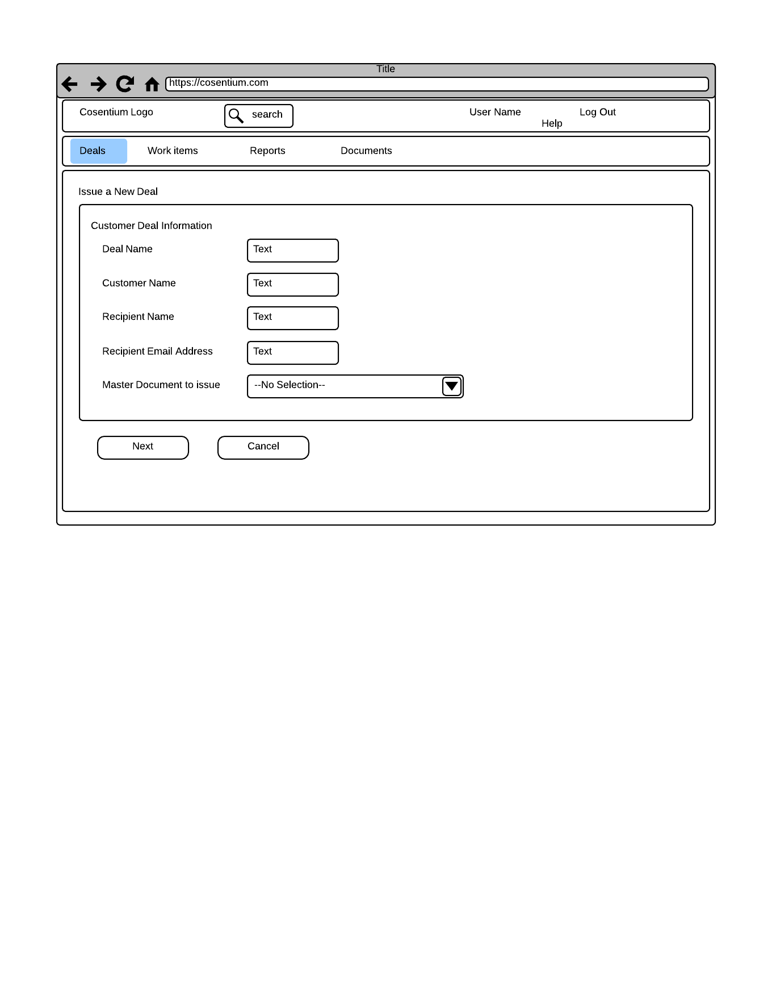 Title
https://cosentium.com
Cosentium Logo search User Name Log Out
Help
Deals Work items Reports Documents
Issue a New Deal
Customer Deal Information
Deal Name Text
Customer Name Text
Recipient Name Text
Recipient Email Address Text
Master Document to issue --No Selection--
Next Cancel